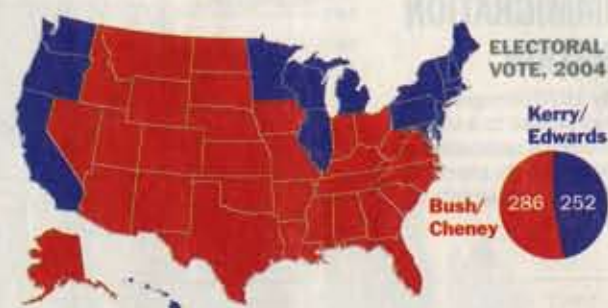 ELECTORAL
VOTE, 2004
Kerry/
Edwards
Bush/
Cheney
286
252